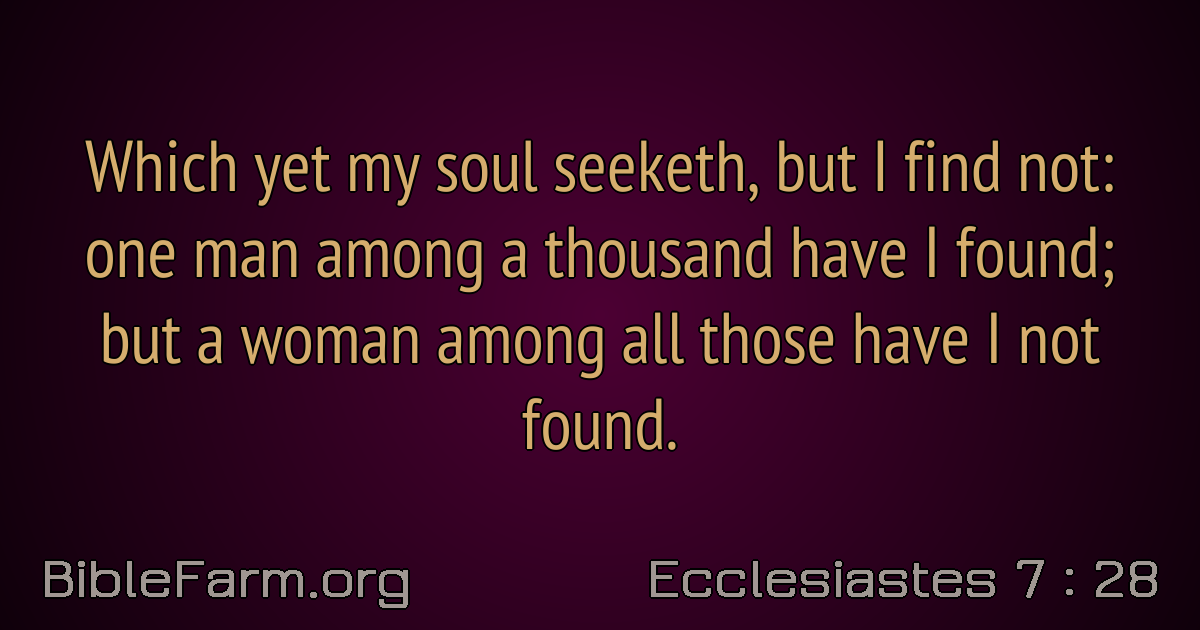 Which yet my soul seeketh, but I find not:
one man among a thousand have I found;
but a woman among all those have I not
found.
BibleFarm.org
Ecclesiastes 7 : 28